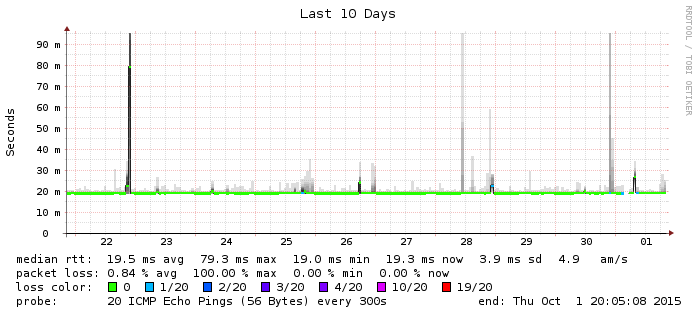 Last 10 Days
RRDTOOL / TOBI OETIKER
Seconds
90 m
80 m
70 m
60 m
50 m
40 m
30 m
20 m
10 m
0
22 23 24 25 26 27 28 29 30 01
median rtt: 19.5 ms avg 79.3 ms max 19.0 ms min 19.3 ms now 3.9 ms sd 4.9 am/s
packet loss: 0.84 % avg 100.00 % max 0.00 % min 0.00 % now
loss color: 0 1/20 2/20 3/20 4/20 10/20 19/20
probe: 20 ICMP Echo Pings (56 Bytes) every 300s end: Thu Oct 1 20:05:08 2015